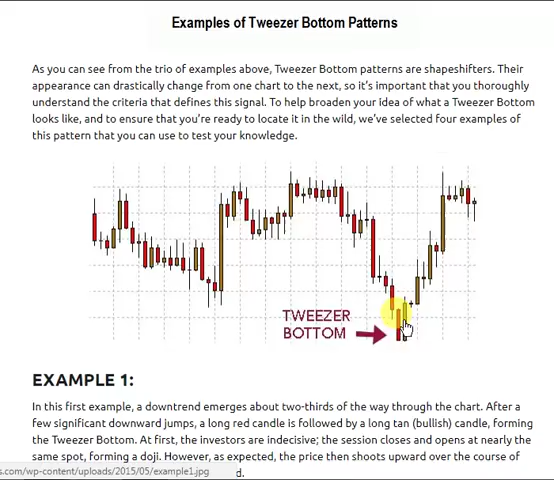 Examples of Tweezer Bottom Patterns
As you can see from the trio of examples above, Tweezer Bottom patterns are shapeshifters. Their
appearance can drastically change from one chart to the next, so it's important that you thoroughly
understand the criteria that defines this signal. To help broaden your idea of what a Tweezer Bottom
looks like, and to ensure that you're ready to locate it in the wild, we've selected four examples of
this pattern that you can use to test your knowledge.
TWEEZER
BOTTOM
EXAMPLE 1:
In this first example, a downtrend emerges about two-thirds of the way through the chart. After a
few significant downward jumps, a long red candle is followed by a long tan (bullish) candle, forming
the Tweezer Bottom. At first, the investors are indecisive; the session closes and opens at nearly the
same spot, forming a doji. However, as expected, the price then shoots upward over the course of
s.com/wp-content/uploads/2015/05/example1.jpg
d.